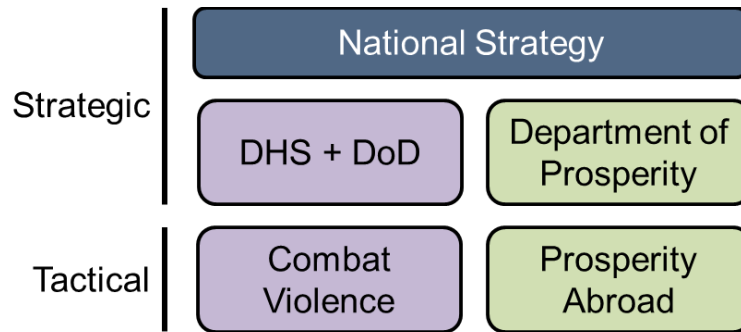 National Strategy
Strategic
DHS + DoD
Department of
Prosperity
Tactical
Combat
Violence
Prosperity
Abroad